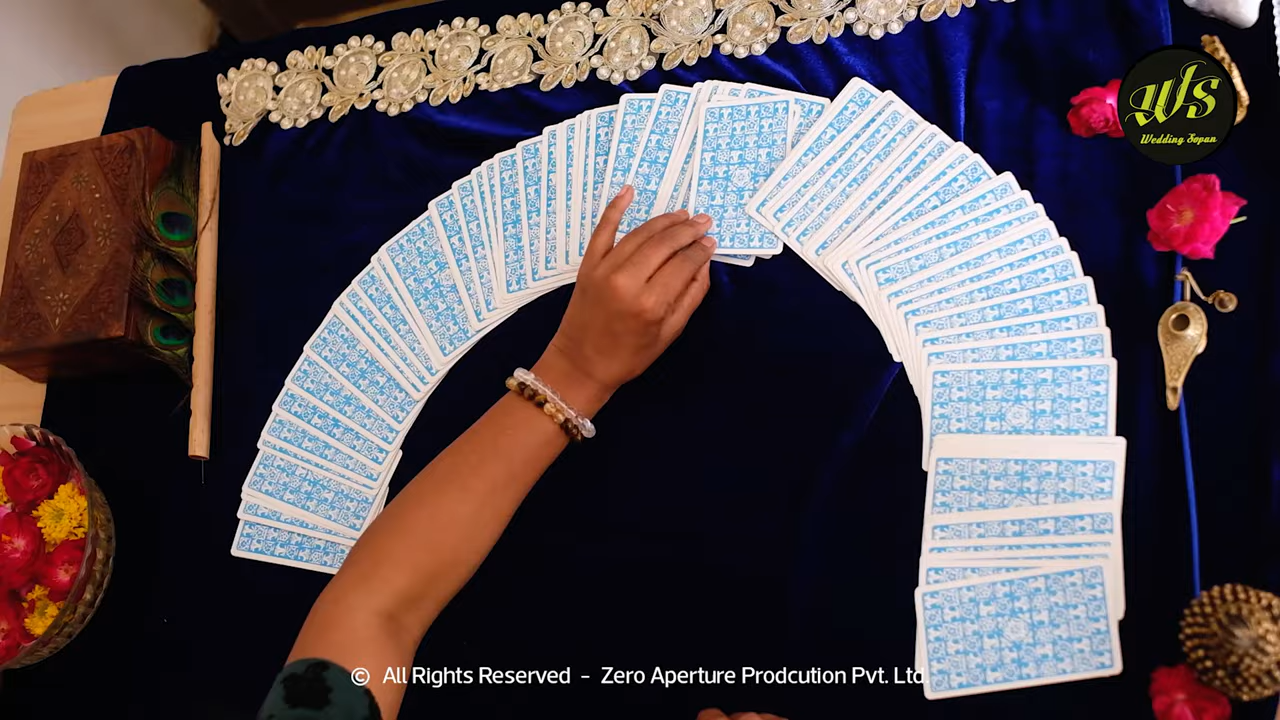 WS
Wedding Sopan
© All Rights Reserved - Zero Aperture Prodcution Pvt. Ltd.